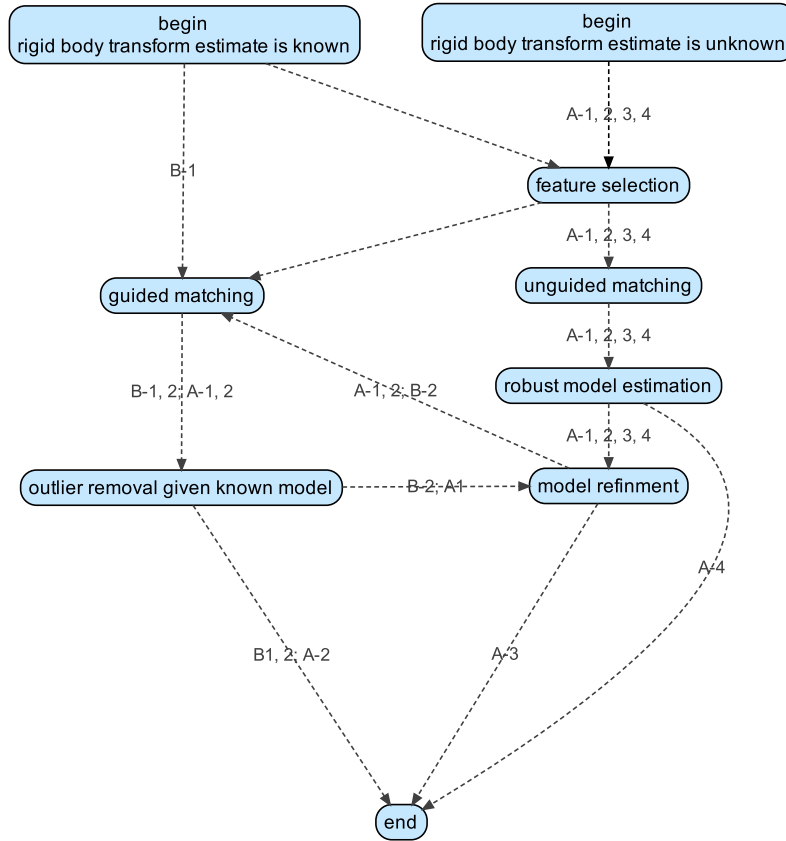 begin
rigid body transform estimate is known
begin
rigid body transform estimate is unknown
A-1, 2, 3, 4
B-1
feature selection
A-1, 2, 3, 4
guided matching
unguided matching
A-1, 2, 3, 4
robust model estimation
B-1, 2; A-1, 2
A-1, 2; B-2
A-1, 2, 3, 4
outlier removal given known model
B-2; A1
model refinment
A-4
B1, 2; A-2
A-3
end